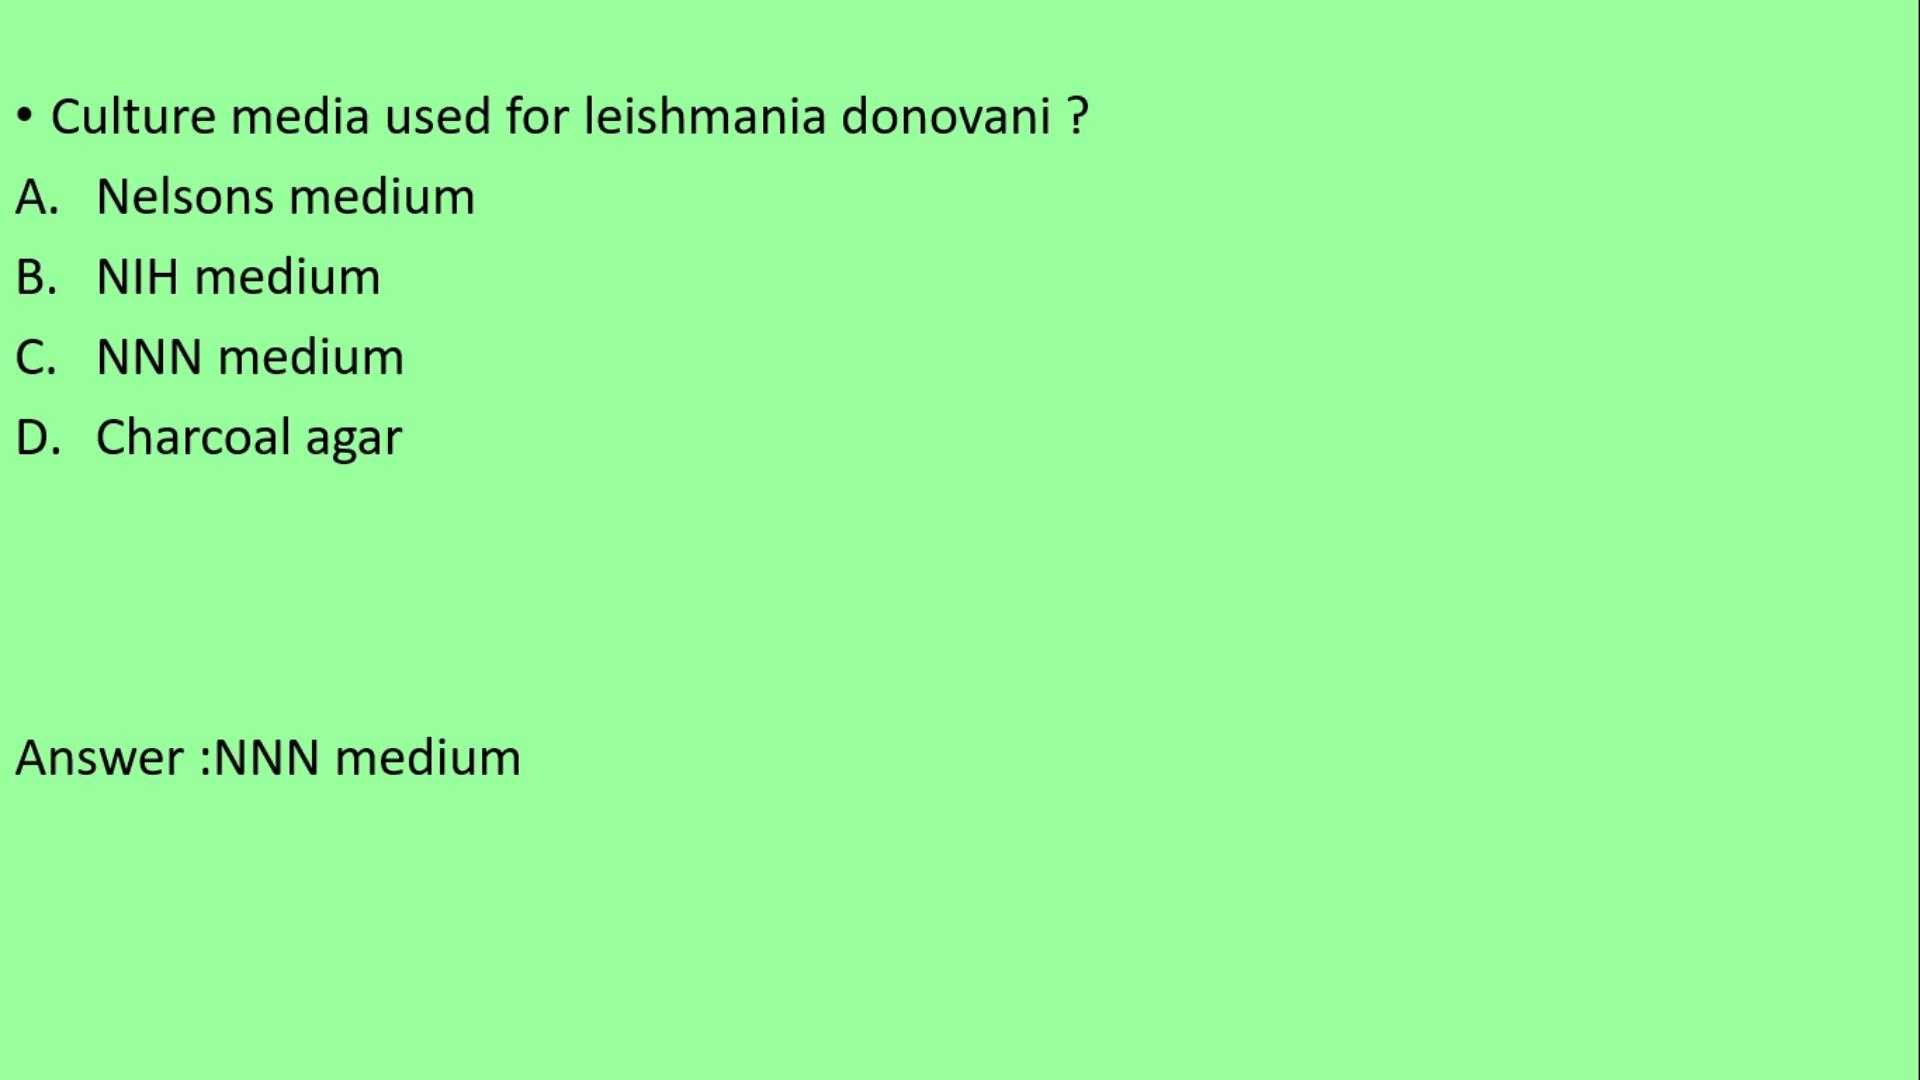 • Culture media used for leishmania donovani ?
A. Nelsons medium
B. NIH medium
C. NNN medium
D. Charcoal agar
Answer :NNN medium